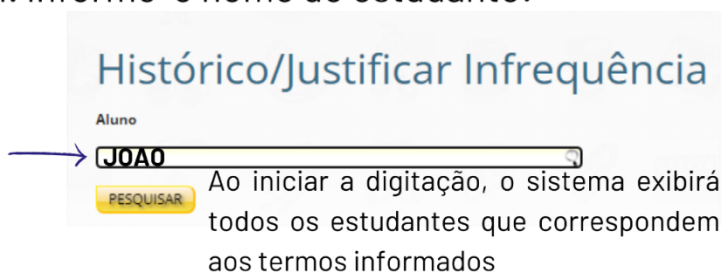 Histórico/Justificar Infrequência
Aluno
JOAO
PESQUISAR
Ao iniciar a digitação, o sistema exibirá
todos os estudantes que correspondem
aos termos informados